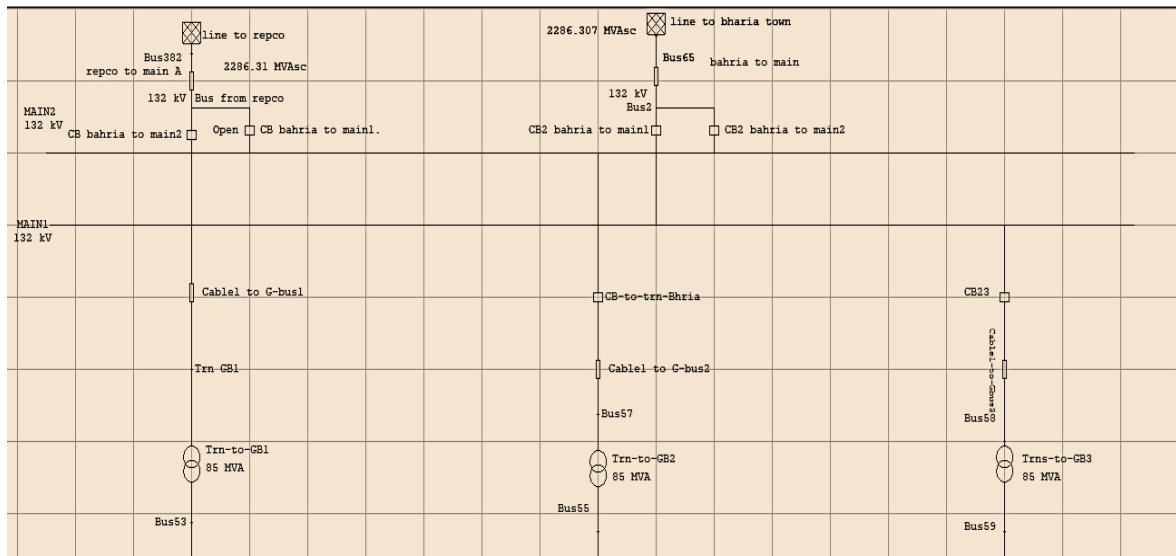 line to repco
2286.307 MVAsc
line to bharia town
Bus382
2286.31 MVAsc
Bus65
bahria to main
repco to main A
132 kV
Bus from repco
132 kV
Bus2
MAIN2
132 kV
CB bahria to main2
Open
CB bahria to main1.
CB2 bahria to main1
CB2 bahria to main2
MAIN1
132 kV
Cable1 to G-bus1
CB-to-trn-Bhria
CB23
Trn GB1
Cable1 to G-bus2
Bus57
Bus58
Trn-to-GB1
85 MVA
Trn-to-GB2
85 MVA
Trns-to-GB3
85 MVA
Bus53
Bus55
Bus59